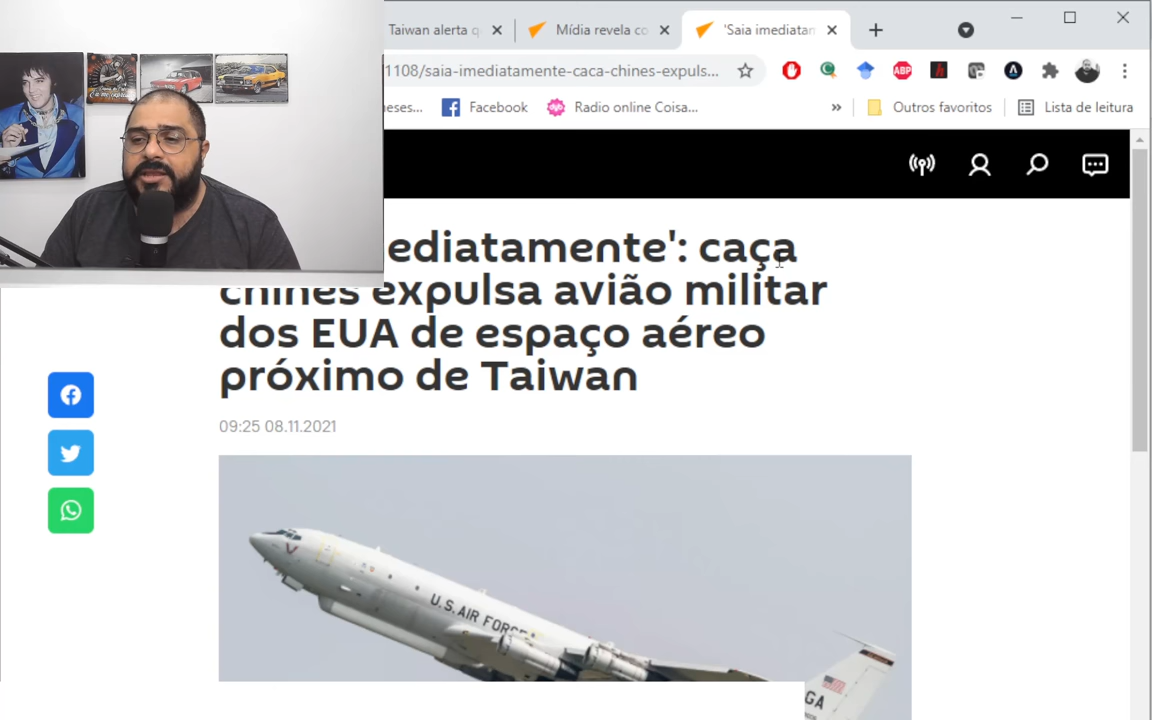 Taiwan alerta q
Mídia revela co
'Saia imediatan
1108/saia-imediatamente-caca-chines-expuls...
eses...
Facebook
Radio online Coisa...
»
Outros favoritos
Lista de leitura
ABP
ediatamente': caça
chinês expulsa avião militar
dos EUA de espaço aéreo
próximo de Taiwan
09:25 08.11.2021
U.S. AIR FORCE
GA